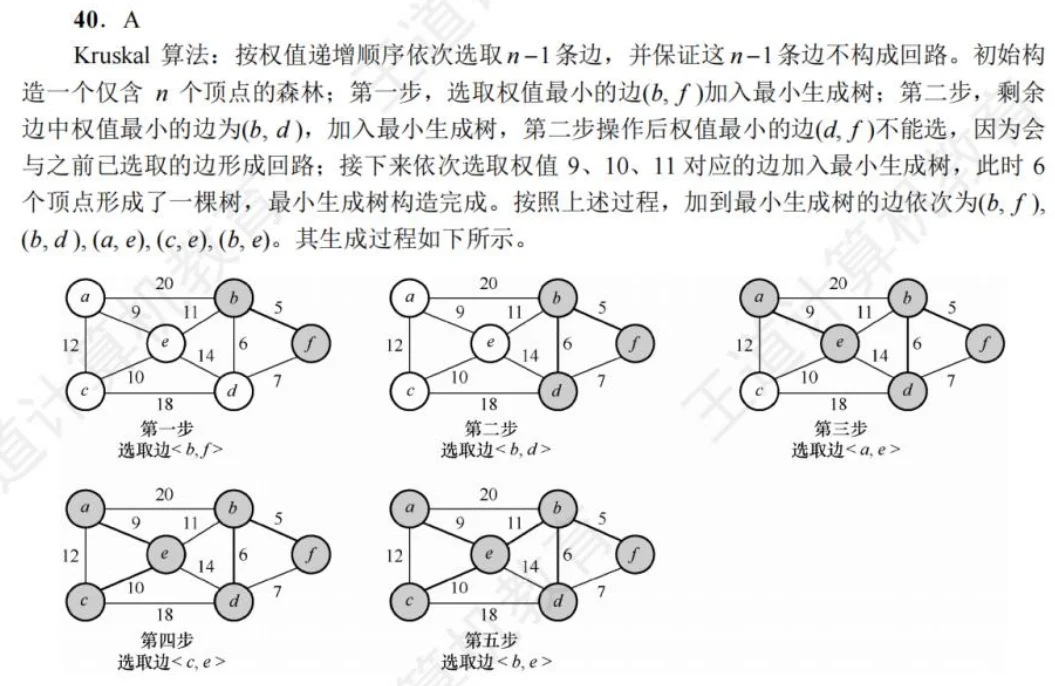 40. A
Kruskal 算法：按权值递增顺序依次选取 n−1 条边，并保证这 n−1 条边不构成回路。初始构
造一个仅含 n 个顶点的森林；第一步，选取权值最小的边(b, f )加入最小生成树；第二步，剩余
边中权值最小的边为(b, d )，加入最小生成树，第二步操作后权值最小的边(d, f )不能选，因为会
与之前已选取的边形成回路；接下来依次选取权值 9、10、11 对应的边加入最小生成树，此时 6
个顶点形成了一棵树，最小生成树构造完成。按照上述过程，加到最小生成树的边依次为(b, f ),
(b, d ), (a, e), (c, e), (b, e)。其生成过程如下所示。
a 20 b 9 11 5 12 e 6 f 14 10 7 c 18 d
第一步
选取边<b, f>
a 20 b 9 11 5 12 e 6 f 14 10 7 c 18 d
第二步
选取边<b, d>
a 20 b 9 11 5 12 e 6 f 14 10 7 c 18 d
第三步
选取边<a, e>
a 20 b 9 11 5 12 e 6 f 14 10 7 c 18 d
第四步
选取边<c, e>
a 20 b 9 11 5 12 e 6 f 14 10 7 c 18 d
第五步
选取边<b, e>
王道计算机教育